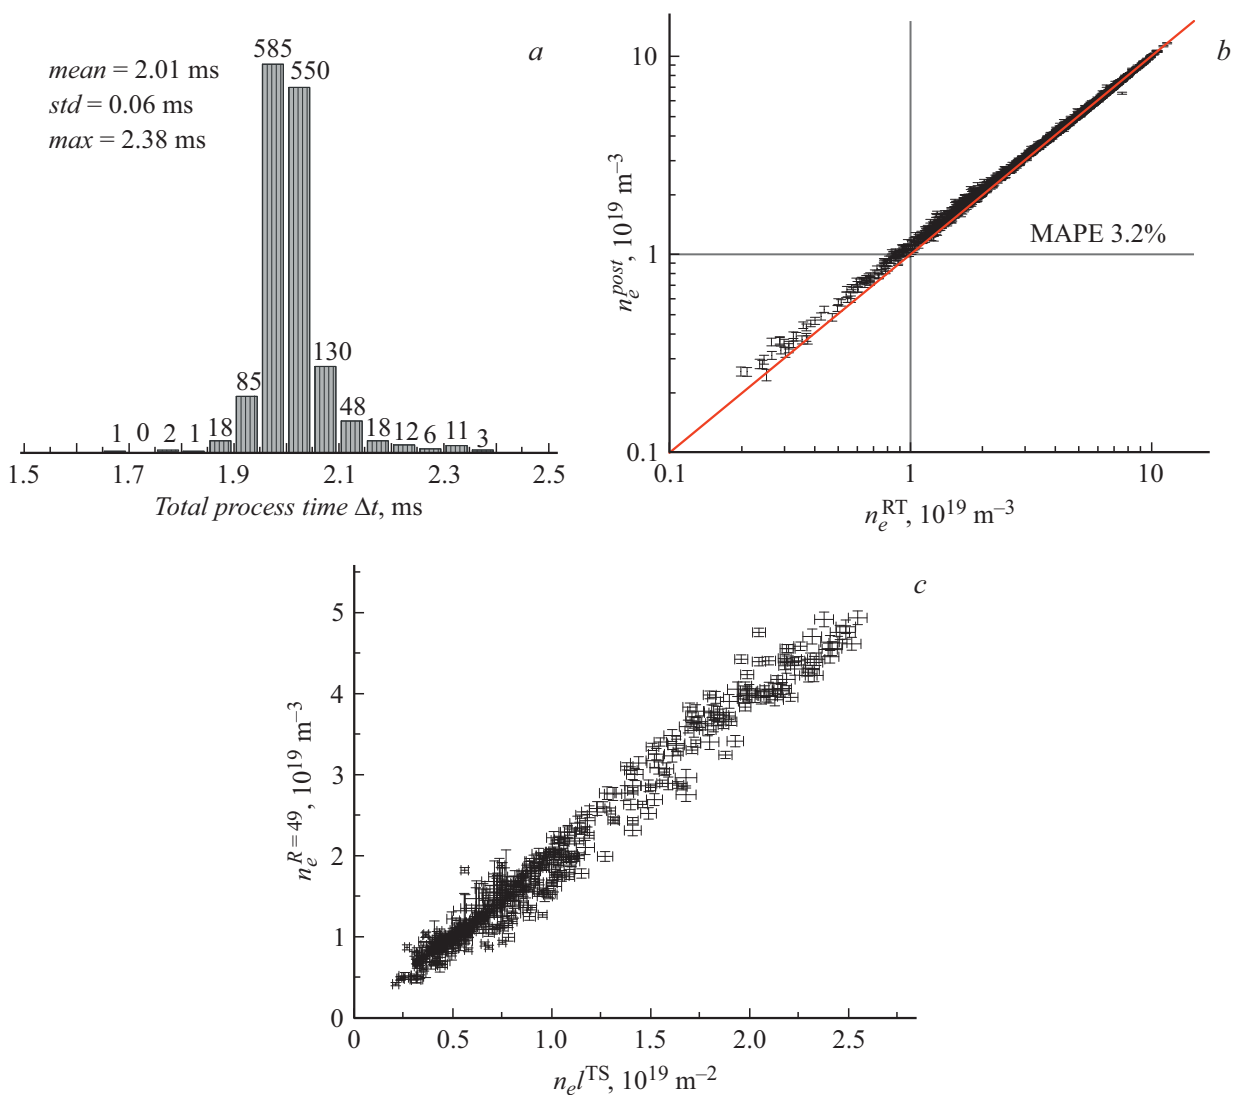 a
mean = 2.01 ms
std = 0.06 ms
max = 2.38 ms
585
550
130
85
48
18
18
12
11
6
3
1 0 2 1
1.5 1.7 1.9 2.1 2.3 2.5
Total process time Δt, ms
b
10
1
0.1
n_e^post, 10^19 m^–3
MAPE 3.2%
0.1 1 10
n_e^RT, 10^19 m^–3
c
5
4
3
2
1
0
n_e^R = 49, 10^19 m^–3
0 0.5 1.0 1.5 2.0 2.5
n_e l^TS, 10^19 m^–2